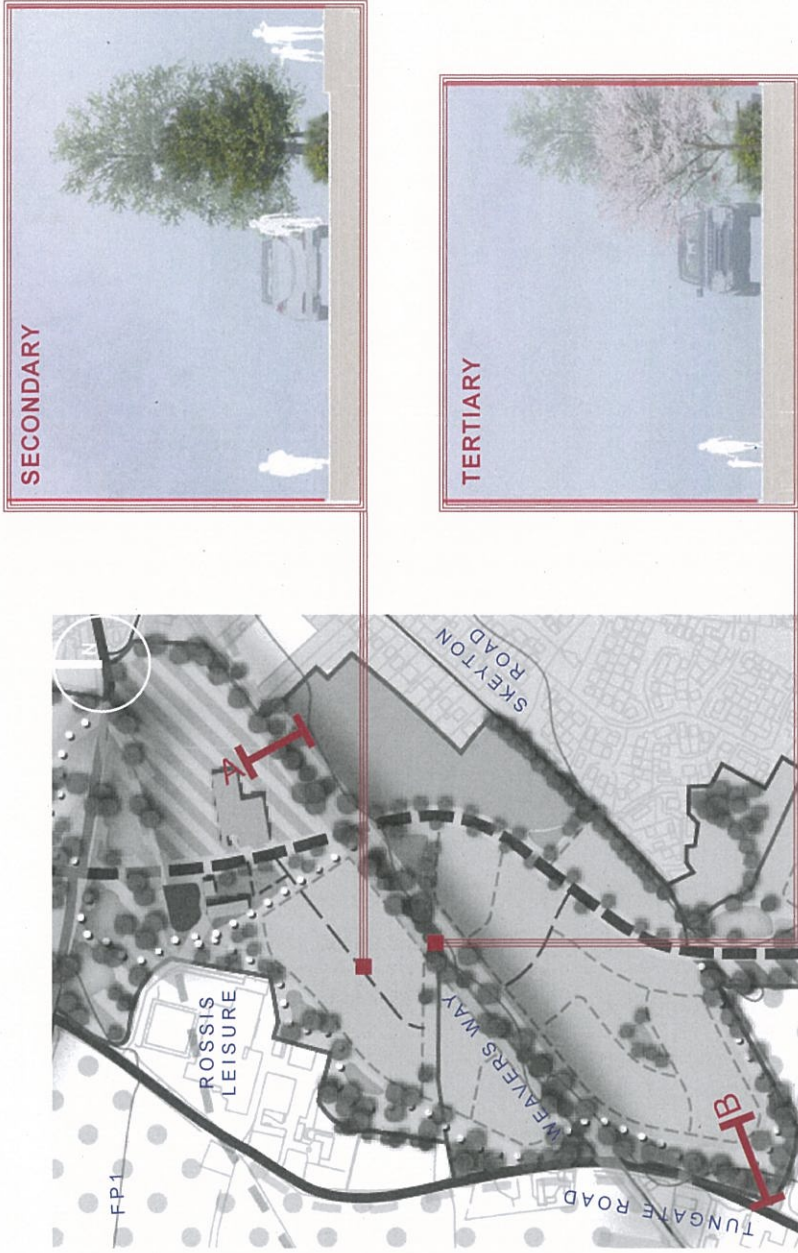 SECONDARY
TERTIARY
N
SKEYTON
ROAD
A
ROSSIS
LEISURE
WEAVERS WAY
B
FP1
TUNGATE ROAD